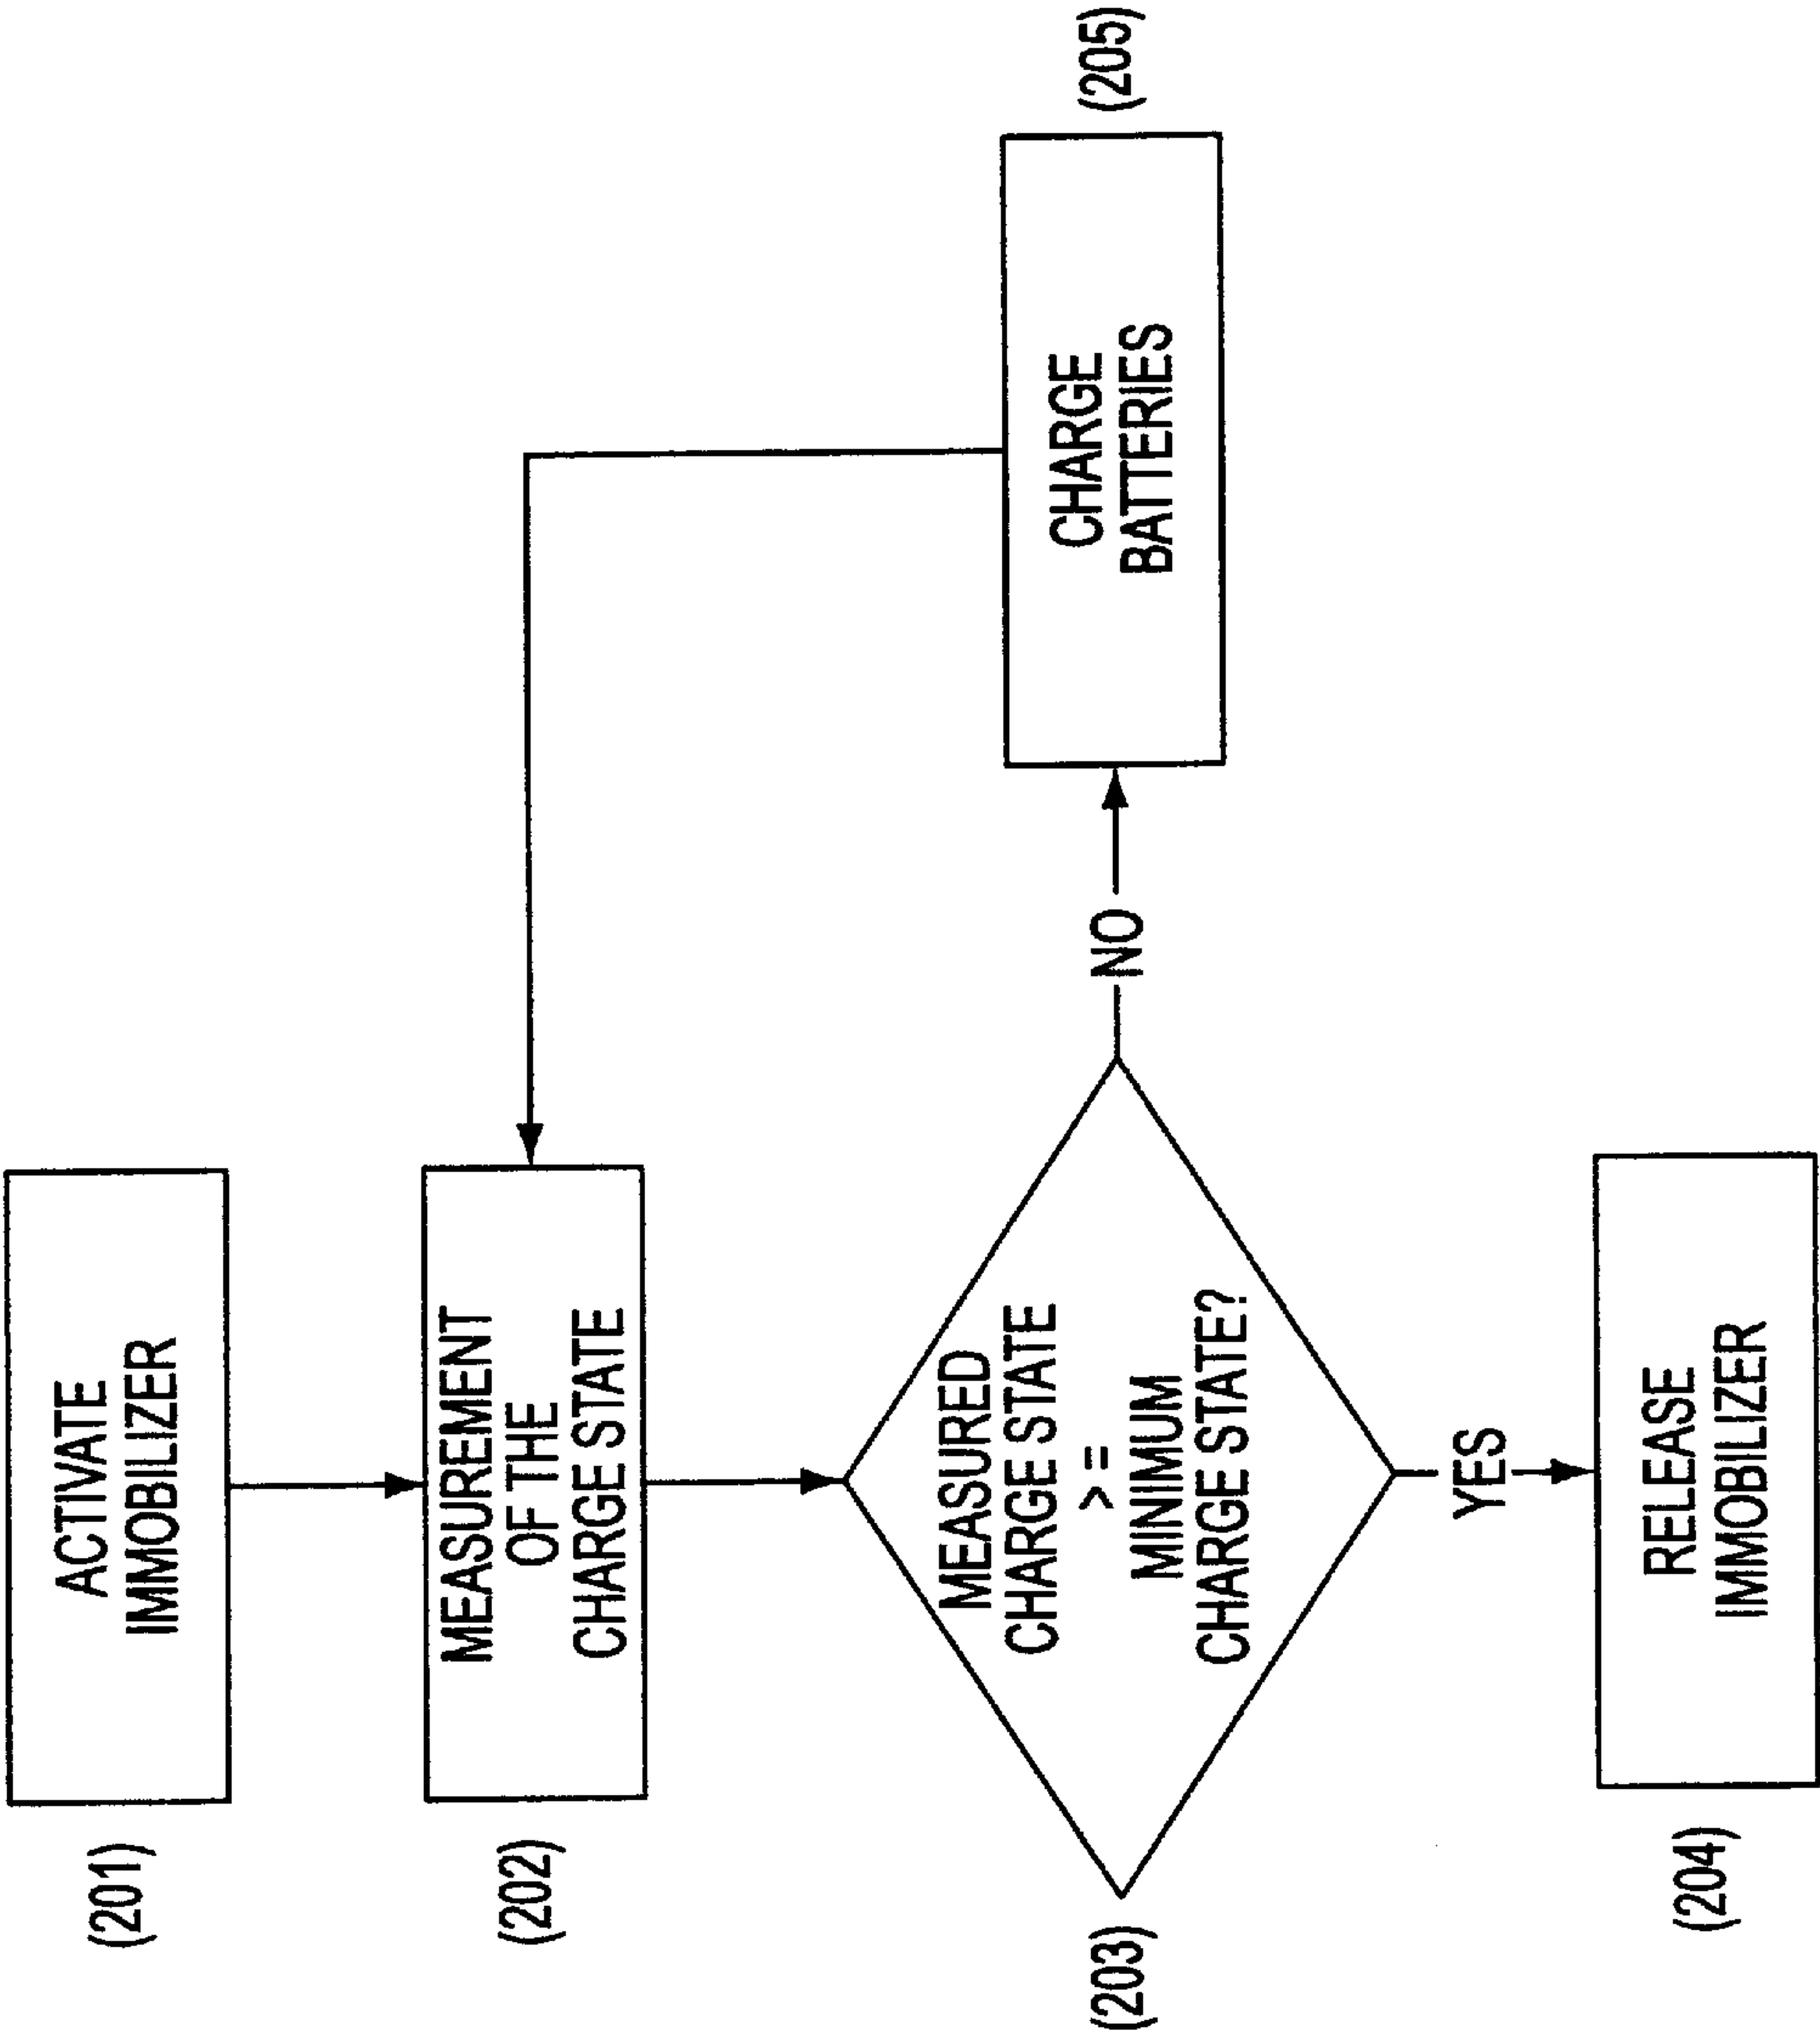 (201)
ACTIVATE
IMMOBILIZER
(202)
MEASUREMENT
OF THE
CHARGE STATE
(203)
MEASURED
CHARGE STATE
>=
MINIMUM
CHARGE STATE?
NO
CHARGE
BATTERIES
(205)
YES
(204)
RELEASE
IMMOBILIZER